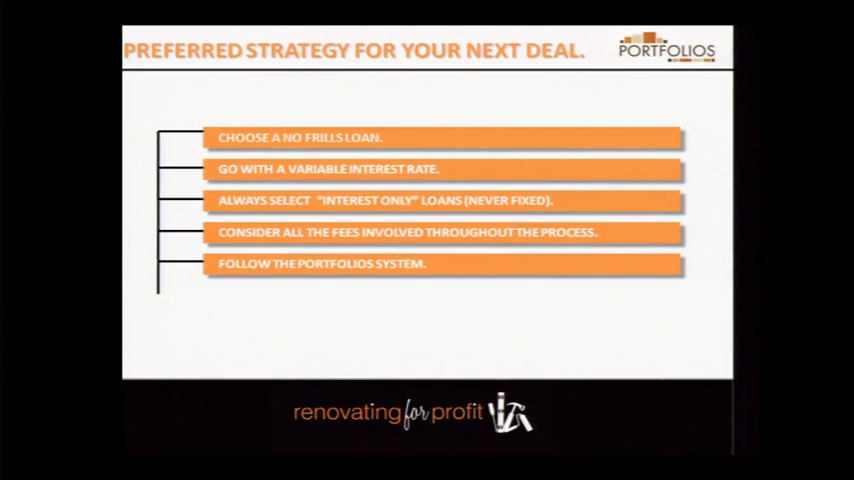 PREFERRED STRATEGY FOR YOUR NEXT DEAL.
PORTFOLIOS
CHOOSE A NO FRILLS LOAN.
GO WITH A VARIABLE INTEREST RATE.
ALWAYS SELECT "INTEREST ONLY" LOANS (NEVER FIXED).
CONSIDER ALL THE FEES INVOLVED THROUGHOUT THE PROCESS.
FOLLOW THE PORTFOLIOS SYSTEM.
renovating for profit